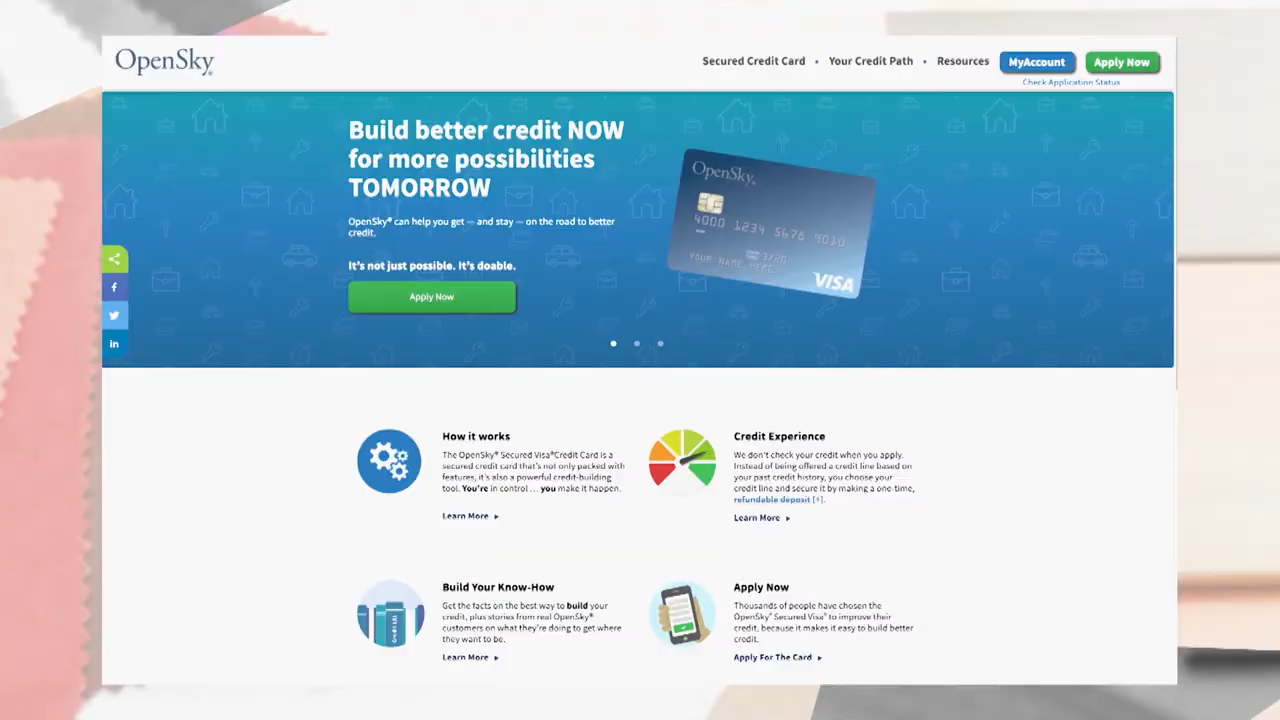 OpenSky®
Secured Credit Card • Your Credit Path • Resources MyAccount Apply Now
Check Application Status
Build better credit NOW
for more possibilities
TOMORROW
OpenSky® can help you get — and stay — on the road to better
credit.
It's not just possible. It's doable.
Apply Now
OpenSky®
4000 1234 5678 9010
3/20
YOUR NAME HERE
VISA
How it works
The OpenSky® Secured Visa®Credit Card is a
secured credit card that's not only packed with
features, it's also a powerful credit-building
tool. You're in control ... you make it happen.
Learn More ▸
Credit Experience
We don't check your credit when you apply.
Instead of being offered a credit line based on
your past credit history, you choose your
credit line and secure it by making a one-time,
refundable deposit [+].
Learn More ▸
Build Your Know-How
Get the facts on the best way to build your
credit, plus stories from real OpenSky®
customers on what they're doing to get where
they want to be.
Learn More ▸
Apply Now
Thousands of people have chosen the
OpenSky® Secured Visa® to improve their
credit, because it makes it easy to build better
credit.
Apply For The Card ▸